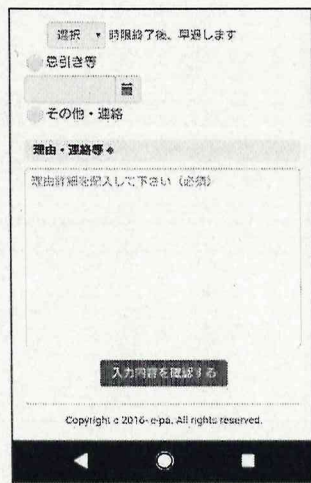 選択 ▼ 時限終了後、早退します
忌引き等
その他・連絡
理由・連絡等
理由詳細を記入して下さい（必須）
入力内容を確認する
Copyright c 2016- e-pa. All rights reserved.